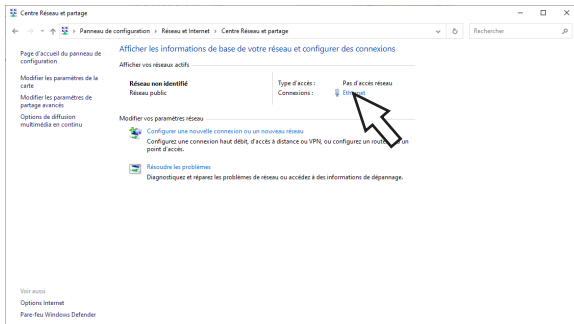 Centre Réseau et partage
Panneau de configuration > Réseau et Internet > Centre Réseau et partage
Rechercher
Page d'accueil du panneau de
configuration
Modifier les paramètres de la
carte
Modifier les paramètres de
partage avancés
Options de diffusion
multimédia en continu
Afficher les informations de base de votre réseau et configurer des connexions
Afficher vos réseaux actifs
Réseau non identifié
Réseau public
Type d'accès : Pas d'accès réseau
Connexions : Ethernet
Modifier vos paramètres réseau
Configurer une nouvelle connexion ou un nouveau réseau
Configurez une connexion haut débit, d'accès à distance ou VPN, ou configurez un un
point d'accès.
Résoudre les problèmes
Diagnostiquez et réparez les problèmes de réseau ou accédez à des informations de dépannage.
Voir aussi
Options Internet
Pare-feu Windows Defender